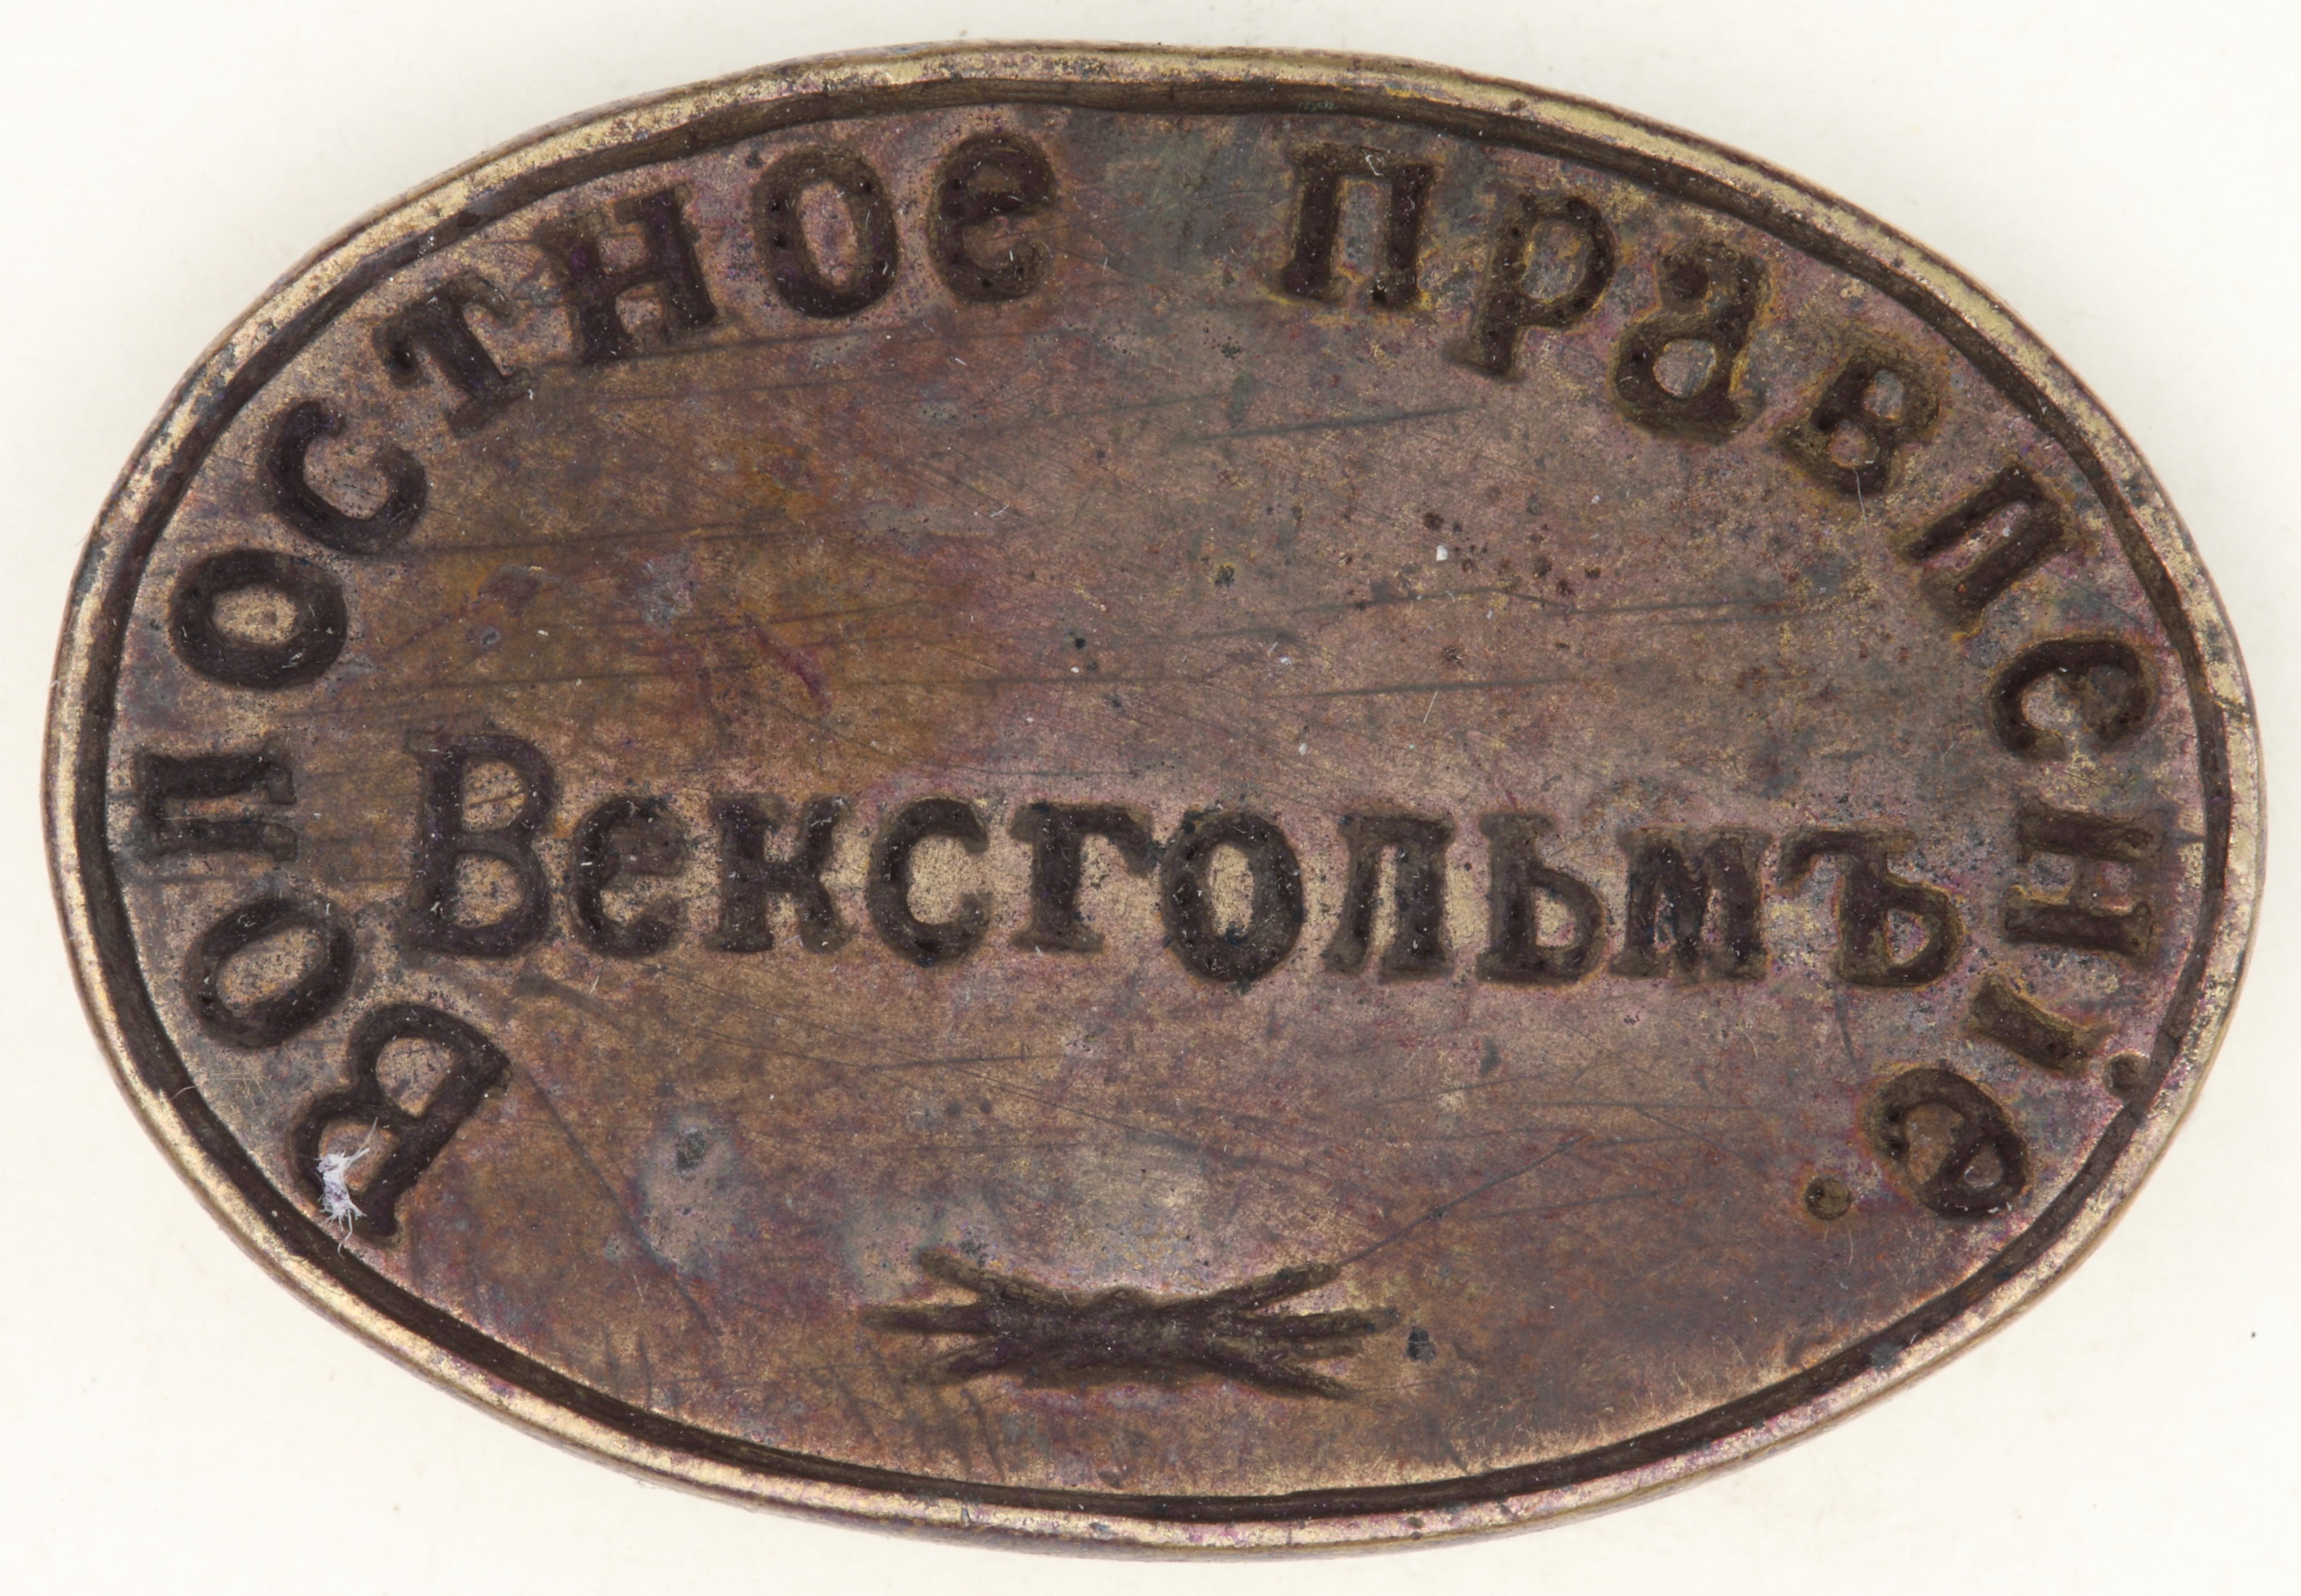 Волостное правленіе.
Вексгольмъ